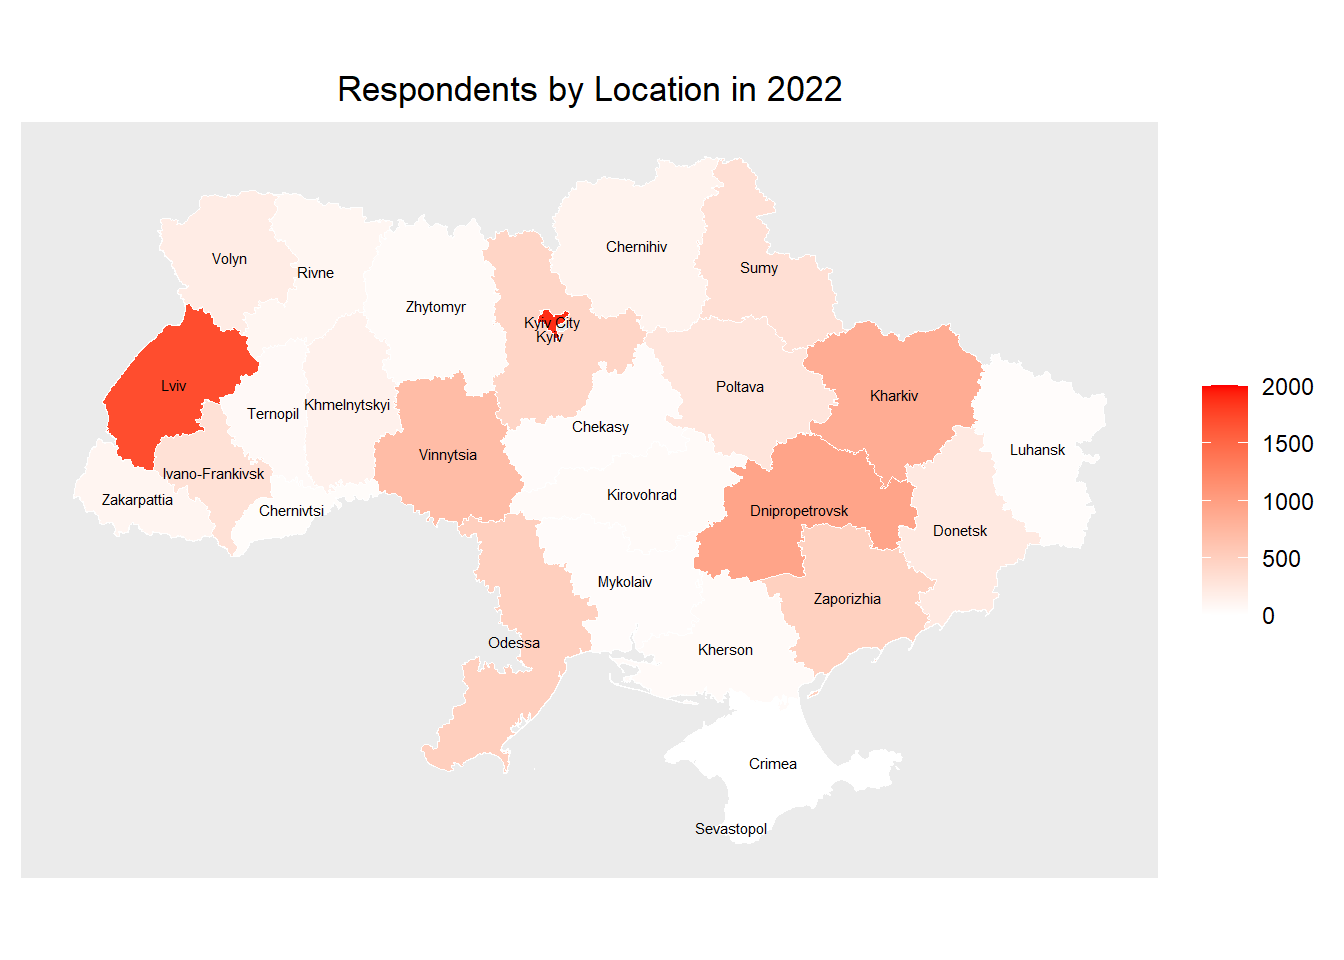 Respondents by Location in 2022
Chernihiv
Volyn
Sumy
Rivne
Zhytomyr
Kyiv City
Kyiv
Lviv
Poltava
Kharkiv
Khmelnytskyi
Ternopil
Chekasy
Luhansk
Vinnytsia
Ivano-Frankivsk
Kirovohrad
Zakarpattia
Chernivtsi
Dnipropetrovsk
Donetsk
Mykolaiv
Zaporizhia
Odessa
Kherson
Crimea
Sevastopol
2000
1500
1000
500
0